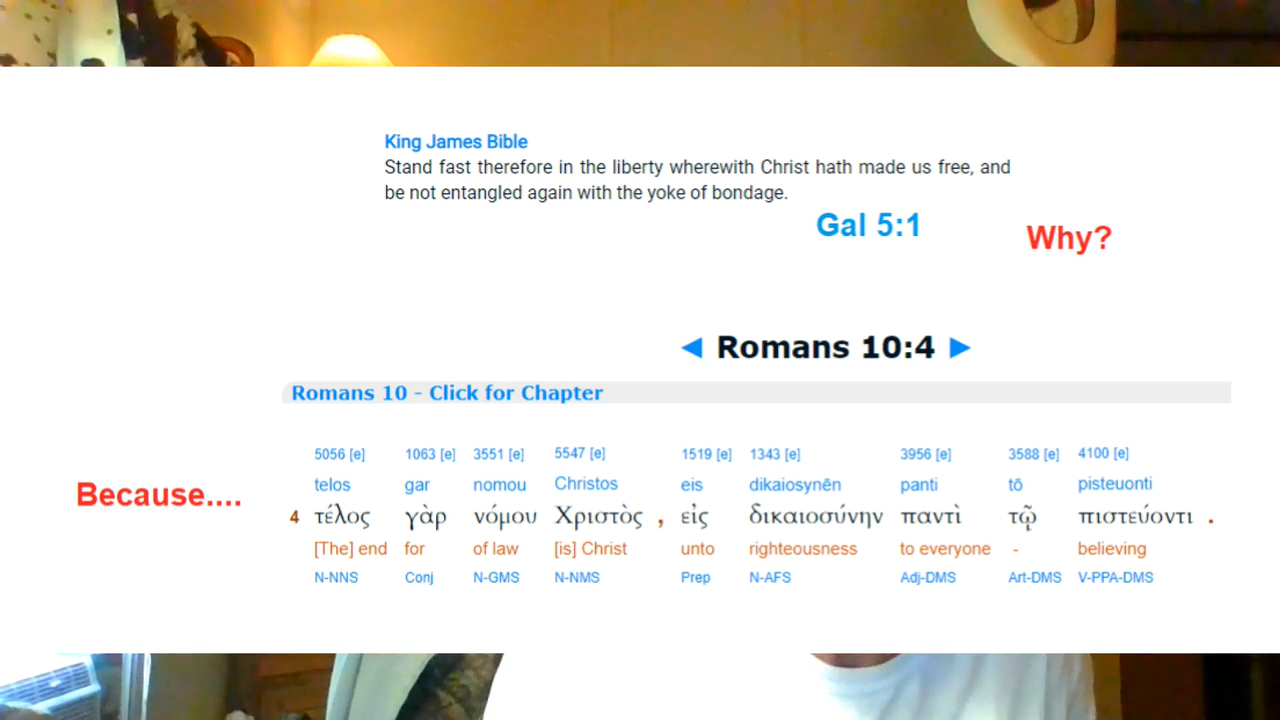 King James Bible
Stand fast therefore in the liberty wherewith Christ hath made us free, and
be not entangled again with the yoke of bondage.
Gal 5:1
Why?
◄ Romans 10:4 ►
Romans 10 - Click for Chapter
5056 [e] 1063 [e] 3551 [e] 5547 [e] 1519 [e] 1343 [e] 3956 [e] 3588 [e] 4100 [e]
telos gar nomou Christos eis dikaiosynēn panti tō pisteuonti
Because....
4 τέλος γὰρ νόμου Χριστὸς , εἰς δικαιοσύνην παντὶ τῷ πιστεύοντι .
[The] end for of law [is] Christ unto righteousness to everyone - believing
N-NNS Conj N-GMS N-NMS Prep N-AFS Adj-DMS Art-DMS V-PPA-DMS